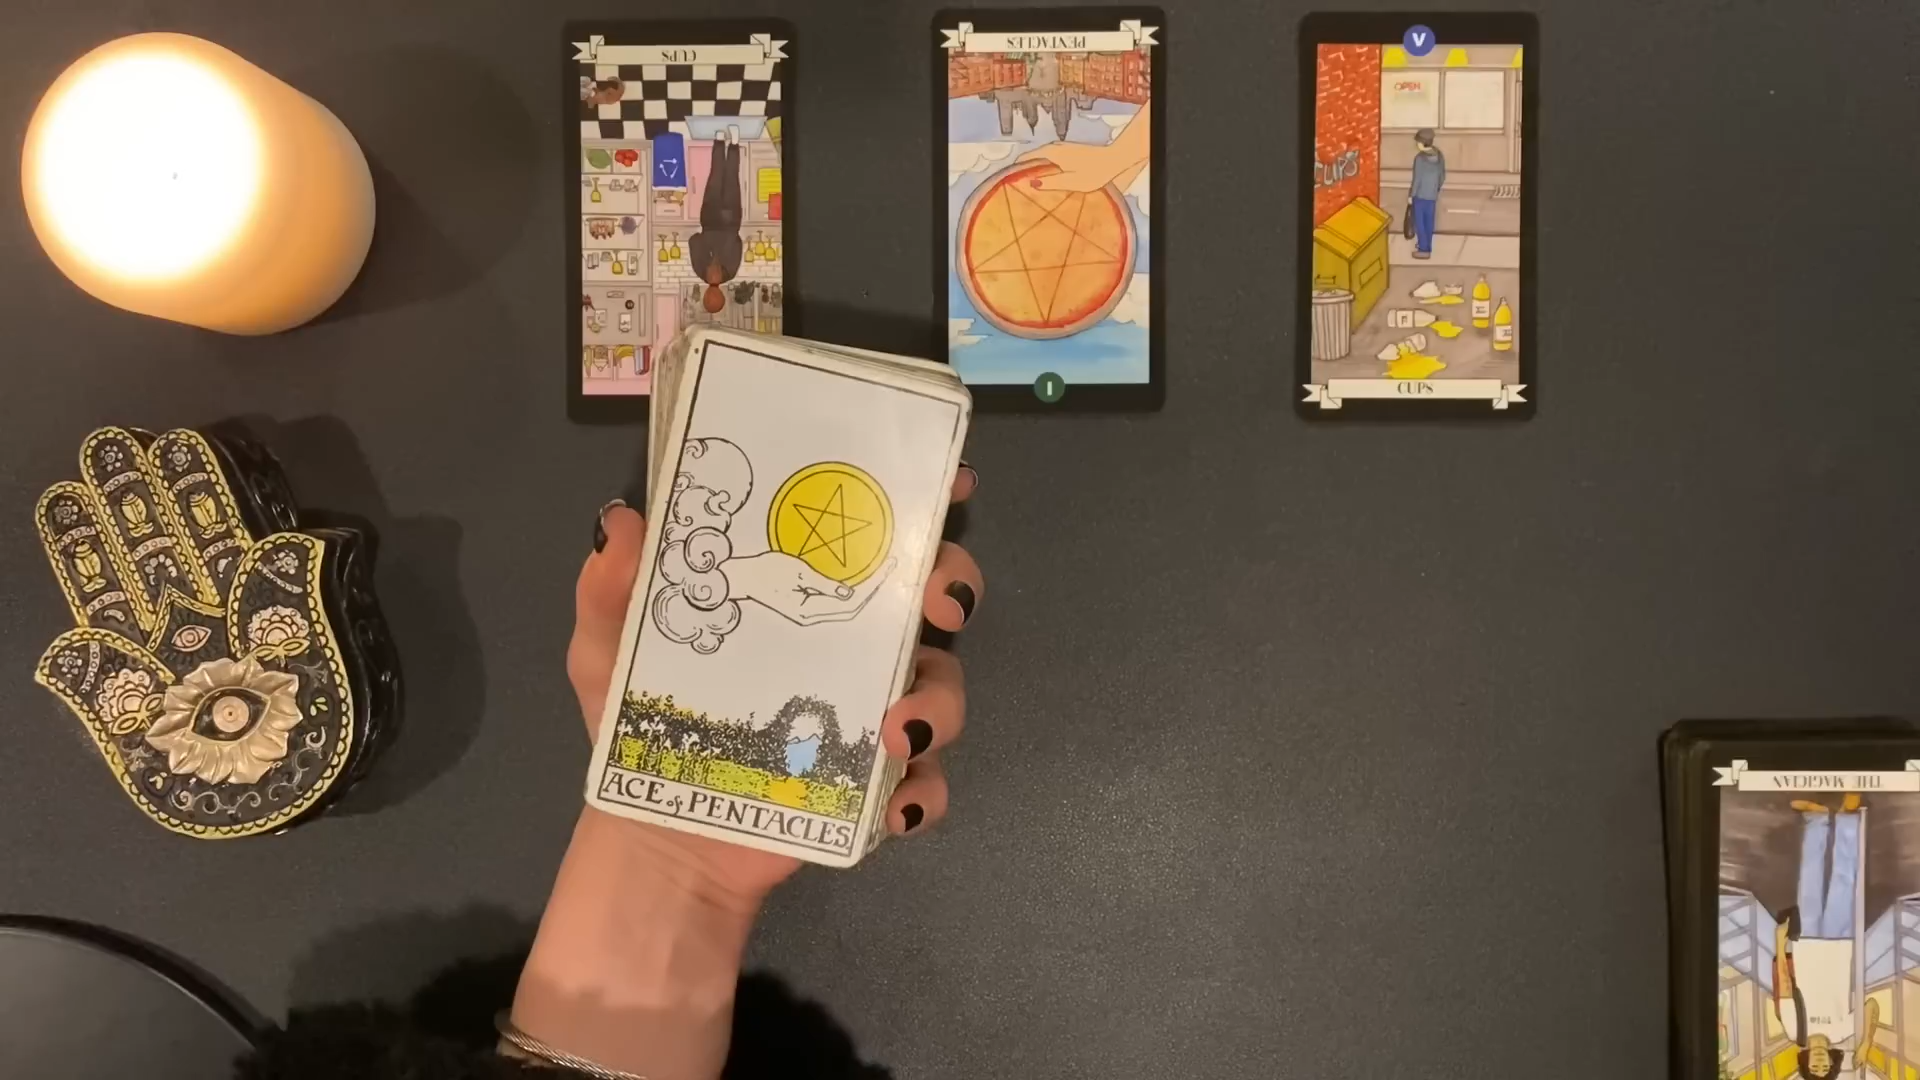 CUPS
PENTACLES
V
OPEN
CUPS
CUPS
I
ACE of PENTACLES
THE MAGICIAN